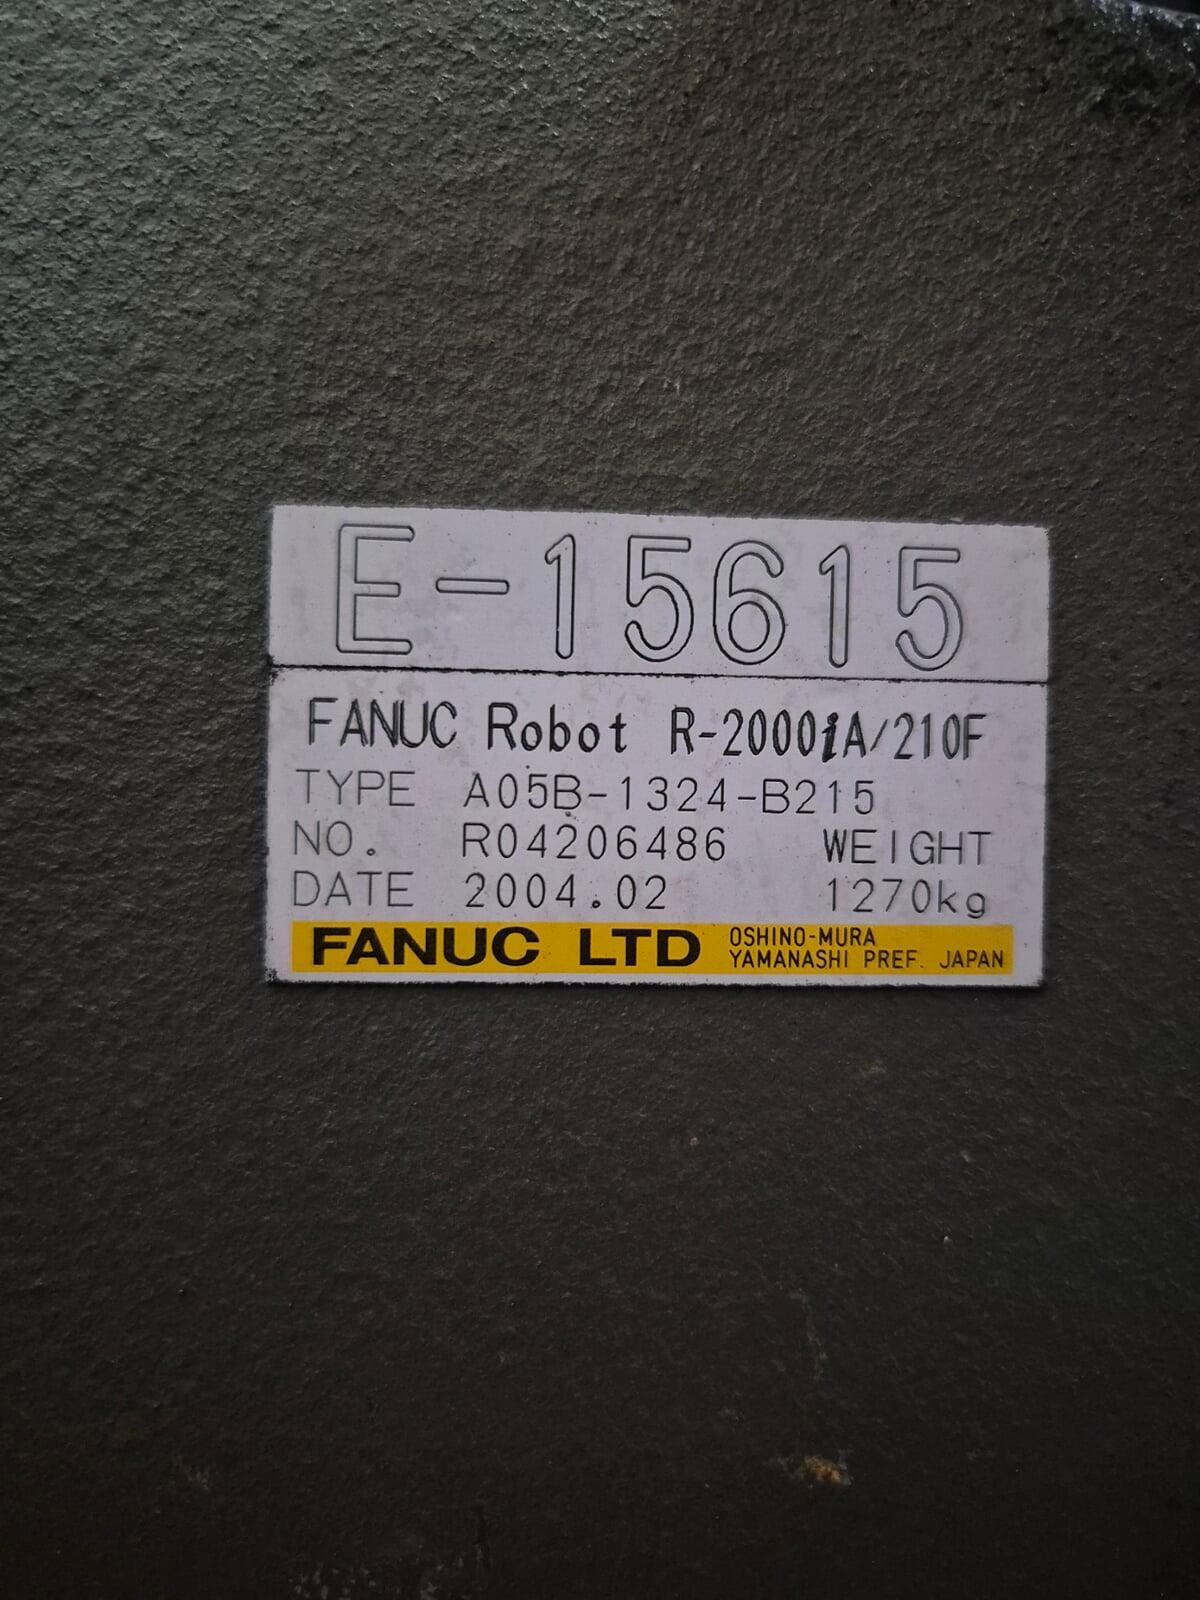 E-15615
FANUC Robot R-2000iA/210F
TYPE A05B-1324-B215
NO. R04206486 WEIGHT
DATE 2004.02 1270kg
FANUC LTD OSHINO-MURA
YAMANASHI PREF. JAPAN